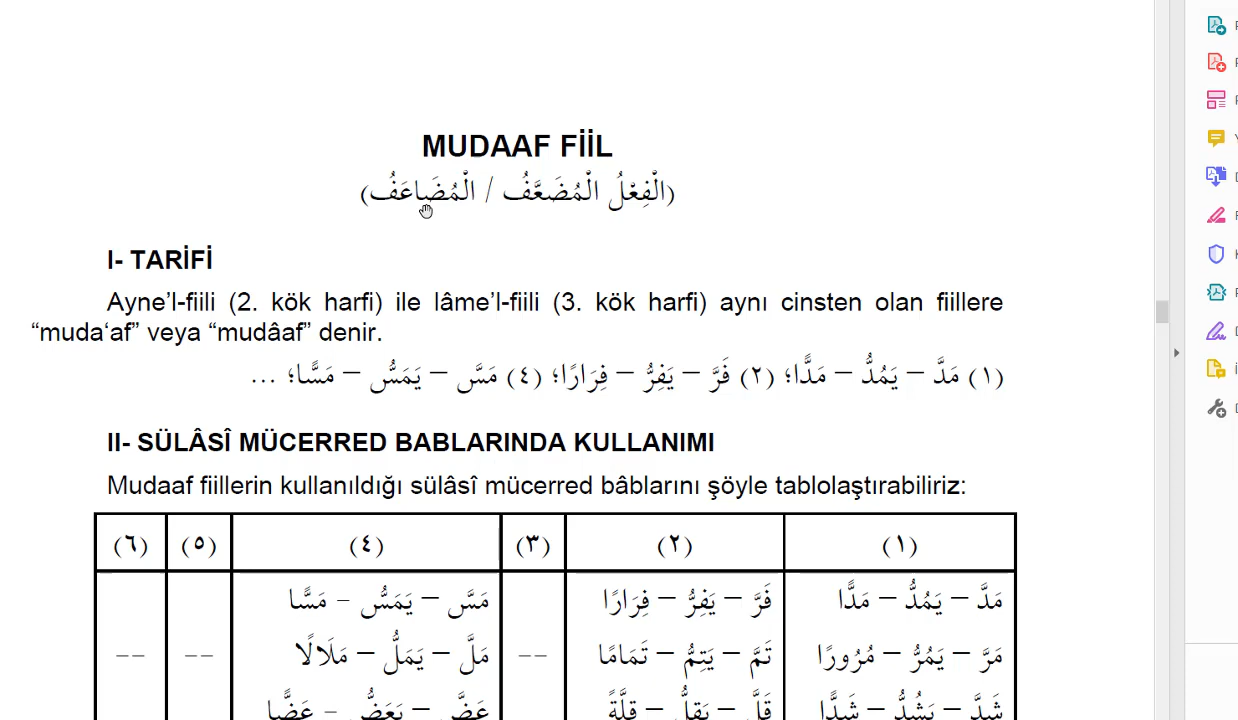 MUDAAF FİİL
(الْفِعْلُ الْمُضَعَّفُ / الْمُضَاعَفُ)
I- TARİFİ
Ayne’l-fiili (2. kök harfi) ile lâme’l-fiili (3. kök harfi) aynı cinsten olan fiillere
“muda‘af” veya “mudâaf” denir.
(١) مَدَّ – يَمُدُّ – مَدًّا؛ (٢) فَرَّ – يَفِرُّ – فِرَارًا؛ (٤) مَسَّ – يَمَسُّ – مَسًّا؛ ...
II- SÜLÂSÎ MÜCERRED BABLARINDA KULLANIMI
Mudaaf fiillerin kullanıldığı sülâsî mücerred bâblarını şöyle tablolaştırabiliriz:
(١) (٢) (٣) (٤) (٥) (٦)
مَدَّ – يَمُدُّ – مَدًّا فَرَّ – يَفِرُّ – فِرَارًا مَسَّ – يَمَسُّ – مَسًّا
مَرَّ – يَمُرُّ – مُرُورًا تَمَّ – يَتِمُّ – تَمَامًا -- مَلَّ – يَمَلُّ – مَلَالًا -- --
شَدَّ – يَشُدُّ – شَدًّا قَلَّ – يَقِلُّ – قِلَّةً عَضَّ – يَعَضُّ – عَضًّا